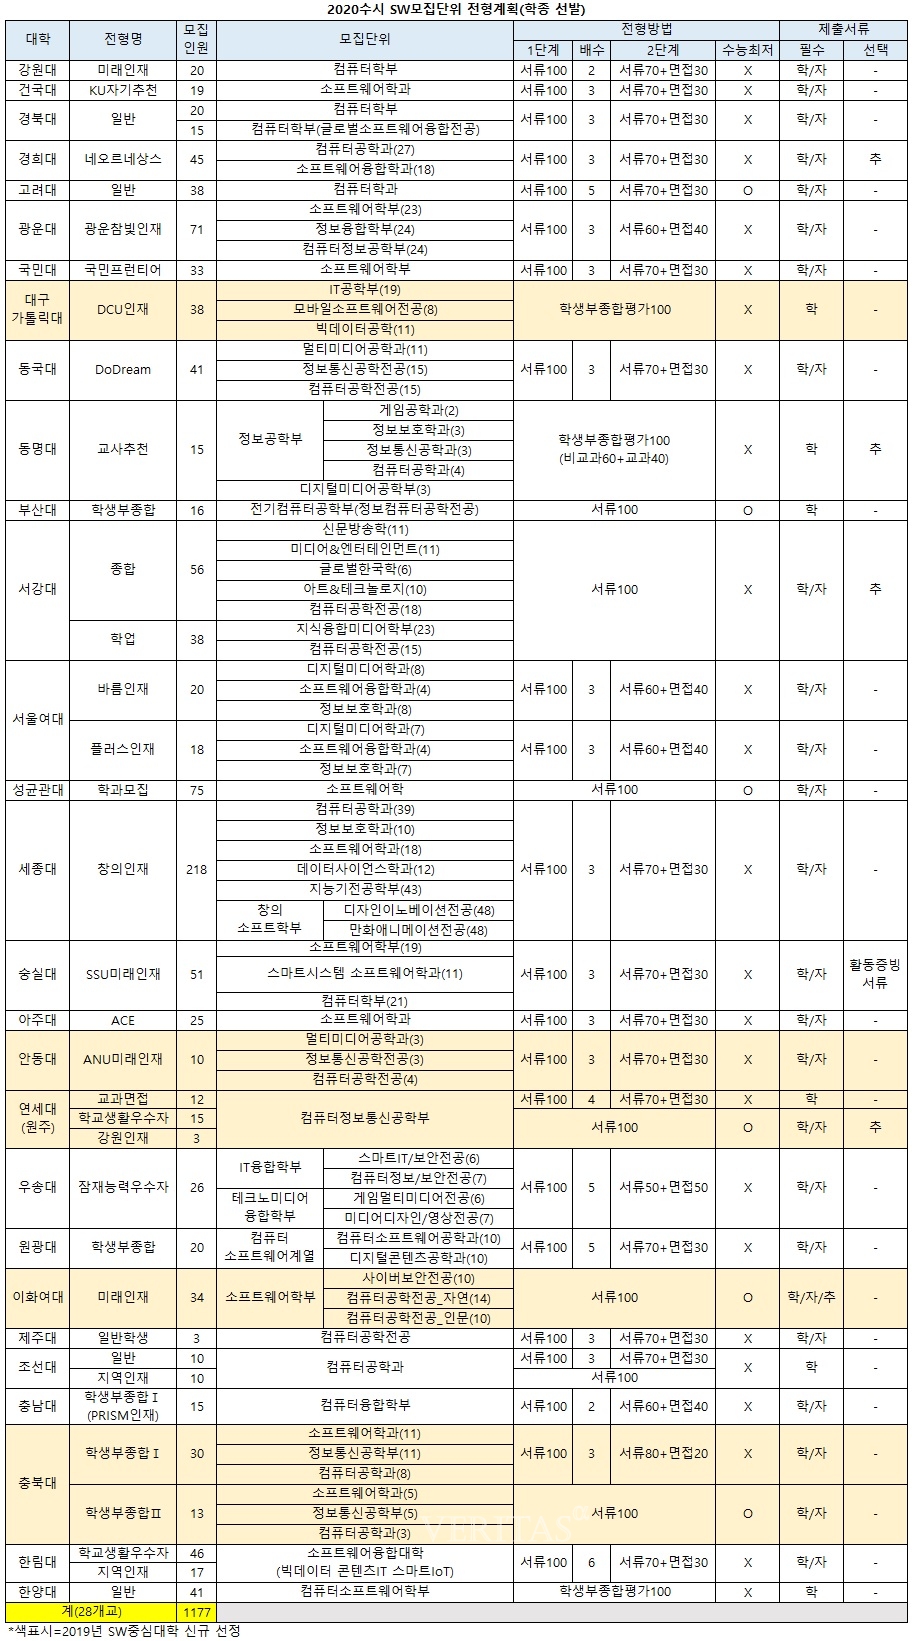 2020수시 SW모집단위 전형계획(학종 선발)
대학 전형명 모집인원 모집단위 전형방법 제출서류
1단계 배수 2단계 수능최저 필수 선택
강원대 미래인재 20 컴퓨터학부 서류100 2 서류70+면접30 X 학/자 -
건국대 KU자기추천 19 소프트웨어학과 서류100 3 서류70+면접30 X 학/자 -
경북대 일반 20 컴퓨터학부 서류100 3 서류70+면접30 X 학/자 -
15 컴퓨터학부(글로벌소프트웨어융합전공)
경희대 네오르네상스 45 컴퓨터공학과(27) 서류100 3 서류70+면접30 X 학/자 추
소프트웨어융합학과(18)
고려대 일반 38 컴퓨터학과 서류100 5 서류70+면접30 O 학/자 -
광운대 광운참빛인재 71 소프트웨어학부(23) 서류100 3 서류60+면접40 X 학/자 -
정보융합학부(24)
컴퓨터정보공학부(24)
국민대 국민프런티어 33 소프트웨어학부 서류100 3 서류70+면접30 X 학/자 -
대구가톨릭대 DCU인재 38 IT공학부(19) 학생부종합평가100 X 학 -
모바일소프트웨어전공(8)
빅데이터공학(11)
동국대 DoDream 41 멀티미디어공학과(11) 서류100 3 서류70+면접30 X 학/자 -
정보통신공학전공(15)
컴퓨터공학전공(15)
동명대 교사추천 15 정보공학부 게임공학과(2) 학생부종합평가100 (비교과60+교과40) X 학 추
정보보호학과(3)
정보통신공학과(3)
컴퓨터공학과(4)
디지털미디어공학부(3)
부산대 학생부종합 16 전기컴퓨터공학부(정보컴퓨터공학전공) 서류100 O 학 -
서강대 종합 56 신문방송학(11) 서류100 X 학/자 추
미디어&엔터테인먼트(11)
글로벌한국학(6)
아트&테크놀로지(10)
컴퓨터공학전공(18)
학업 38 지식융합미디어학부(23)
컴퓨터공학전공(15)
서울여대 바름인재 20 디지털미디어학과(8) 서류100 3 서류60+면접40 X 학/자 -
소프트웨어융합학과(4)
정보보호학과(8)
플러스인재 18 디지털미디어학과(7) 서류100 3 서류60+면접40 X 학/자 -
소프트웨어융합학과(4)
정보보호학과(7)
성균관대 학과모집 75 소프트웨어학 서류100 O 학/자 -
세종대 창의인재 218 컴퓨터공학과(39) 서류100 3 서류70+면접30 X 학/자 -
정보보호학과(10)
소프트웨어학과(18)
데이터사이언스학과(12)
지능기전공학부(43)
창의소프트학부 디자인이노베이션전공(48)
만화애니메이션전공(48)
숭실대 SSU미래인재 51 소프트웨어학부(19) 서류100 3 서류70+면접30 X 학/자 활동증빙서류
스마트시스템 소프트웨어학과(11)
컴퓨터학부(21)
아주대 ACE 25 소프트웨어학과 서류100 3 서류70+면접30 X 학/자 -
안동대 ANU미래인재 10 멀티미디어공학과(3) 서류100 3 서류70+면접30 X 학/자 -
정보통신공학전공(3)
컴퓨터공학전공(4)
연세대(원주) 교과면접 12 컴퓨터정보통신공학부 서류100 4 서류70+면접30 X 학 -
학교생활우수자 15 서류100 O 학/자 추
강원인재 3
우송대 잠재능력우수자 26 IT융합학부 스마트IT/보안전공(6) 서류100 5 서류50+면접50 X 학/자 -
컴퓨터정보/보안전공(7)
테크노미디어융합학부 게임멀티미디어전공(6)
미디어디자인/영상전공(7)
원광대 학생부종합 20 컴퓨터소프트웨어계열 컴퓨터소프트웨어공학과(10) 서류100 5 서류70+면접30 X 학/자 -
디지털콘텐츠공학과(10)
이화여대 미래인재 34 소프트웨어학부 사이버보안전공(10) 서류100 O 학/자/추 -
컴퓨터공학전공_자연(14)
컴퓨터공학전공_인문(10)
제주대 일반학생 3 컴퓨터공학전공 서류100 3 서류70+면접30 X 학/자 -
조선대 일반 10 컴퓨터공학과 서류100 3 서류70+면접30 X 학 -
지역인재 10 서류100
충남대 학생부종합Ⅰ(PRISM인재) 15 컴퓨터융합학부 서류100 2 서류60+면접40 X 학/자 -
충북대 학생부종합Ⅰ 30 소프트웨어학과(11) 서류100 3 서류80+면접20 X 학/자 -
정보통신공학부(11)
컴퓨터공학과(8)
학생부종합Ⅱ 13 소프트웨어학과(5) 서류100 O 학/자 -
정보통신공학부(5)
컴퓨터공학과(3)
VERITAS
한림대 학교생활우수자 46 소프트웨어융합대학 (빅데이터 콘텐츠IT 스마트IoT) 서류100 6 서류70+면접30 X 학/자 -
지역인재 17
한양대 일반 41 컴퓨터소프트웨어학부 학생부종합평가100 X 학 -
계(28개교) 1177
*색표시=2019년 SW중심대학 신규 선정